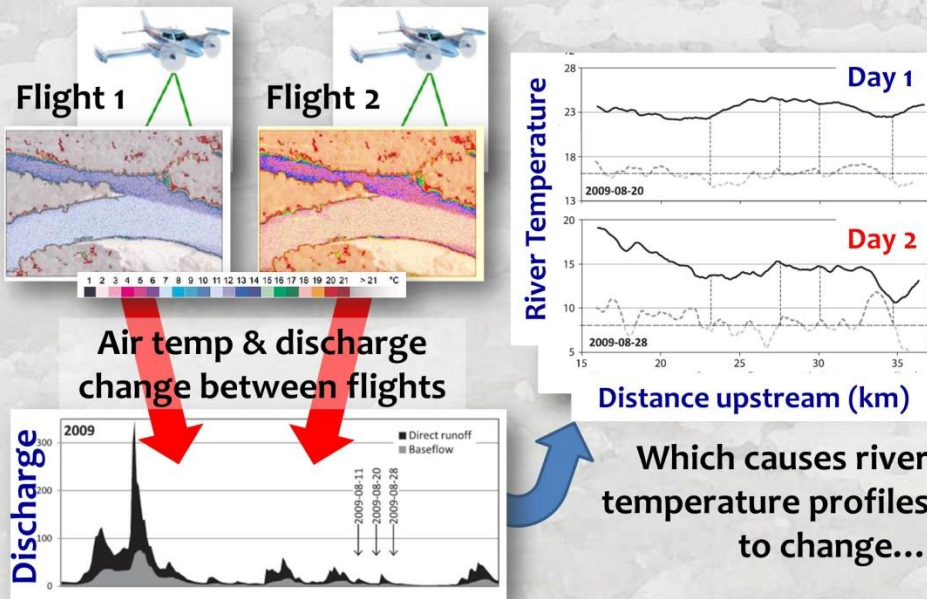 Flight 1
Flight 2
1 2 3 4 5 6 7 8 9 10 11 12 13 14 15 16 17 18 19 20 21 >21 °C
Air temp & discharge
change between flights
Discharge
2009
300
200
100
0
Direct runoff
Baseflow
2009-08-11
2009-08-20
2009-08-28
River Temperature
28
23
18
13
Day 1
2009-08-20
20
15
10
5
Day 2
2009-08-28
15 20 25 30 35
Distance upstream (km)
Which causes river
temperature profiles
to change...